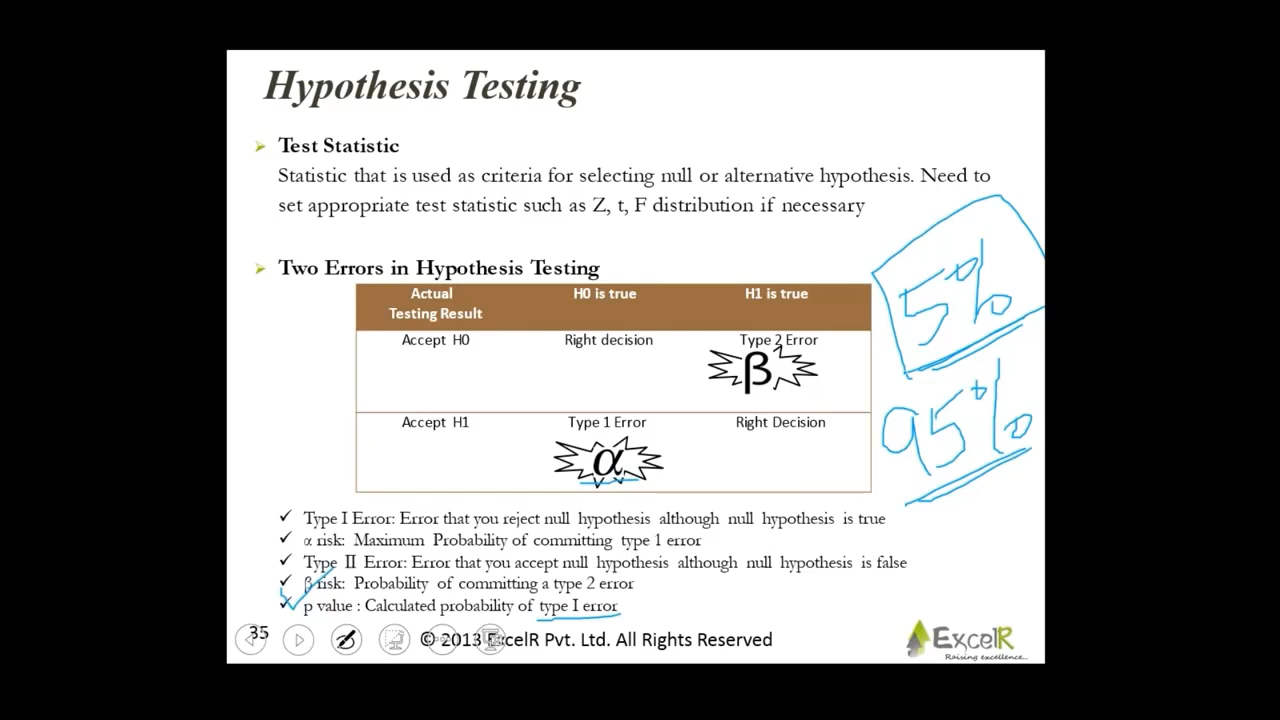 Hypothesis Testing
Test Statistic
Statistic that is used as criteria for selecting null or alternative hypothesis. Need to
set appropriate test statistic such as Z, t, F distribution if necessary
Two Errors in Hypothesis Testing
Actual H0 is true H1 is true
Testing Result
Accept H0 Right decision Type 2 Error
β
Accept H1 Type 1 Error Right Decision
α
5%
95%
Type I Error: Error that you reject null hypothesis although null hypothesis is true
α risk: Maximum Probability of committing type 1 error
Type II Error: Error that you accept null hypothesis although null hypothesis is false
β risk: Probability of committing a type 2 error
p value : Calculated probability of type I error
35
© 2013 ExcelR Pvt. Ltd. All Rights Reserved
ExcelR
Raising excellence...